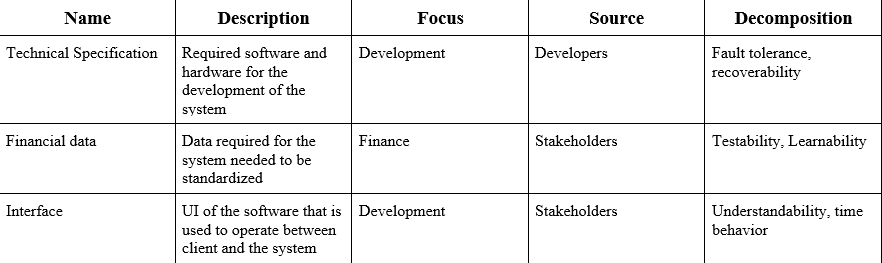 Name Description Focus Source Decomposition
Technical Specification Required software and Development Developers Fault tolerance,
hardware for the recoverability
development of the
system
Financial data Data required for the Finance Stakeholders Testability, Learnability
system needed to be
standardized
Interface UI of the software that is Development Stakeholders Understandability, time
used to operate between behavior
client and the system